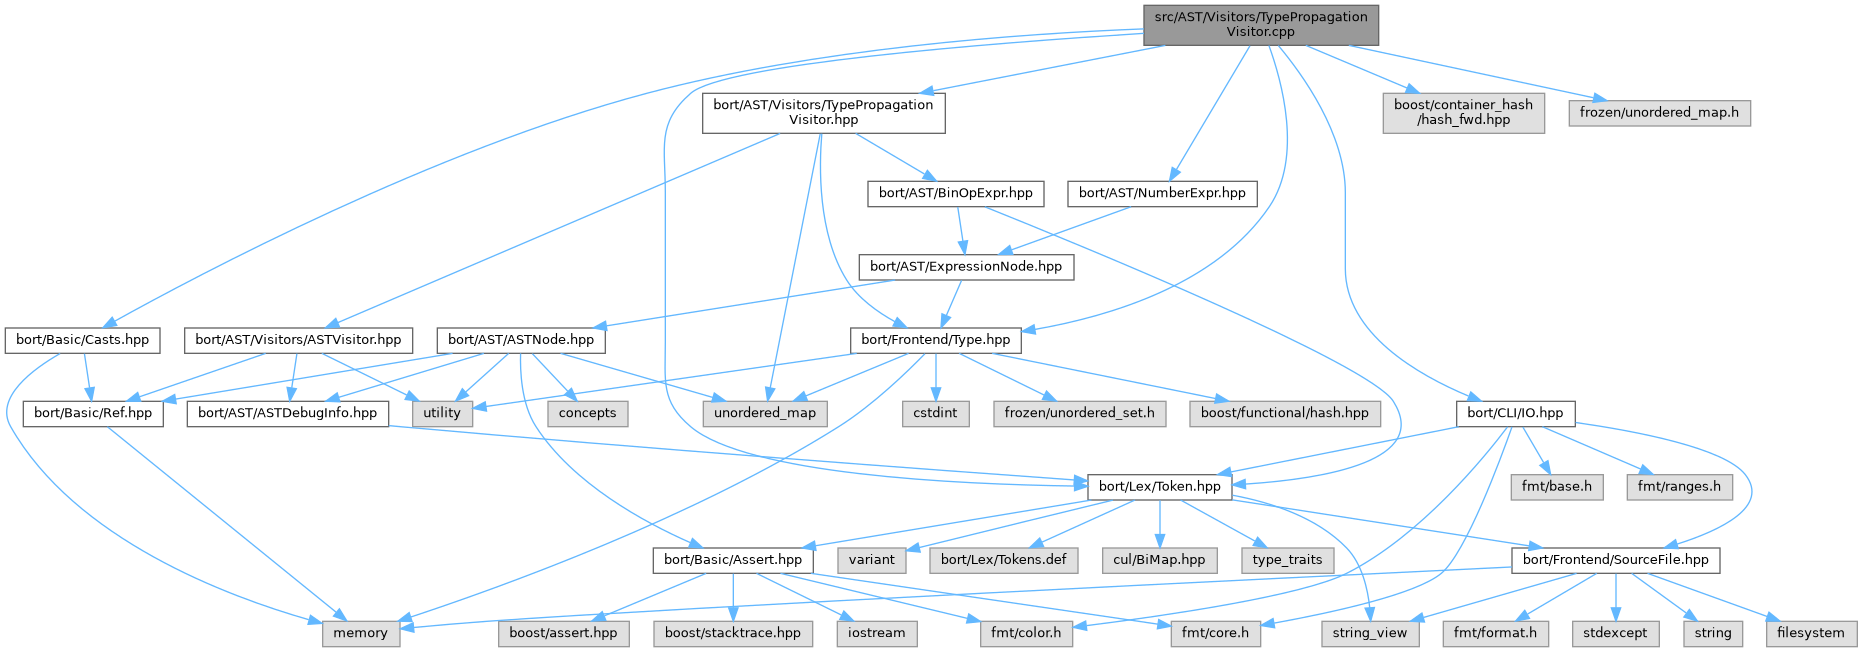 src/AST/Visitors/TypePropagation
Visitor.cpp
bort/AST/Visitors/TypePropagation
Visitor.hpp
boost/container_hash
/hash_fwd.hpp
frozen/unordered_map.h
bort/AST/BinOpExpr.hpp
bort/AST/NumberExpr.hpp
bort/AST/ExpressionNode.hpp
bort/Basic/Casts.hpp
bort/AST/Visitors/ASTVisitor.hpp
bort/AST/ASTNode.hpp
bort/Frontend/Type.hpp
bort/Basic/Ref.hpp
bort/AST/ASTDebugInfo.hpp
utility
concepts
unordered_map
cstdint
frozen/unordered_set.h
boost/functional/hash.hpp
bort/CLI/IO.hpp
bort/Lex/Token.hpp
fmt/base.h
fmt/ranges.h
bort/Basic/Assert.hpp
variant
bort/Lex/Tokens.def
cul/BiMap.hpp
type_traits
bort/Frontend/SourceFile.hpp
memory
boost/assert.hpp
boost/stacktrace.hpp
iostream
fmt/color.h
fmt/core.h
string_view
fmt/format.h
stdexcept
string
filesystem